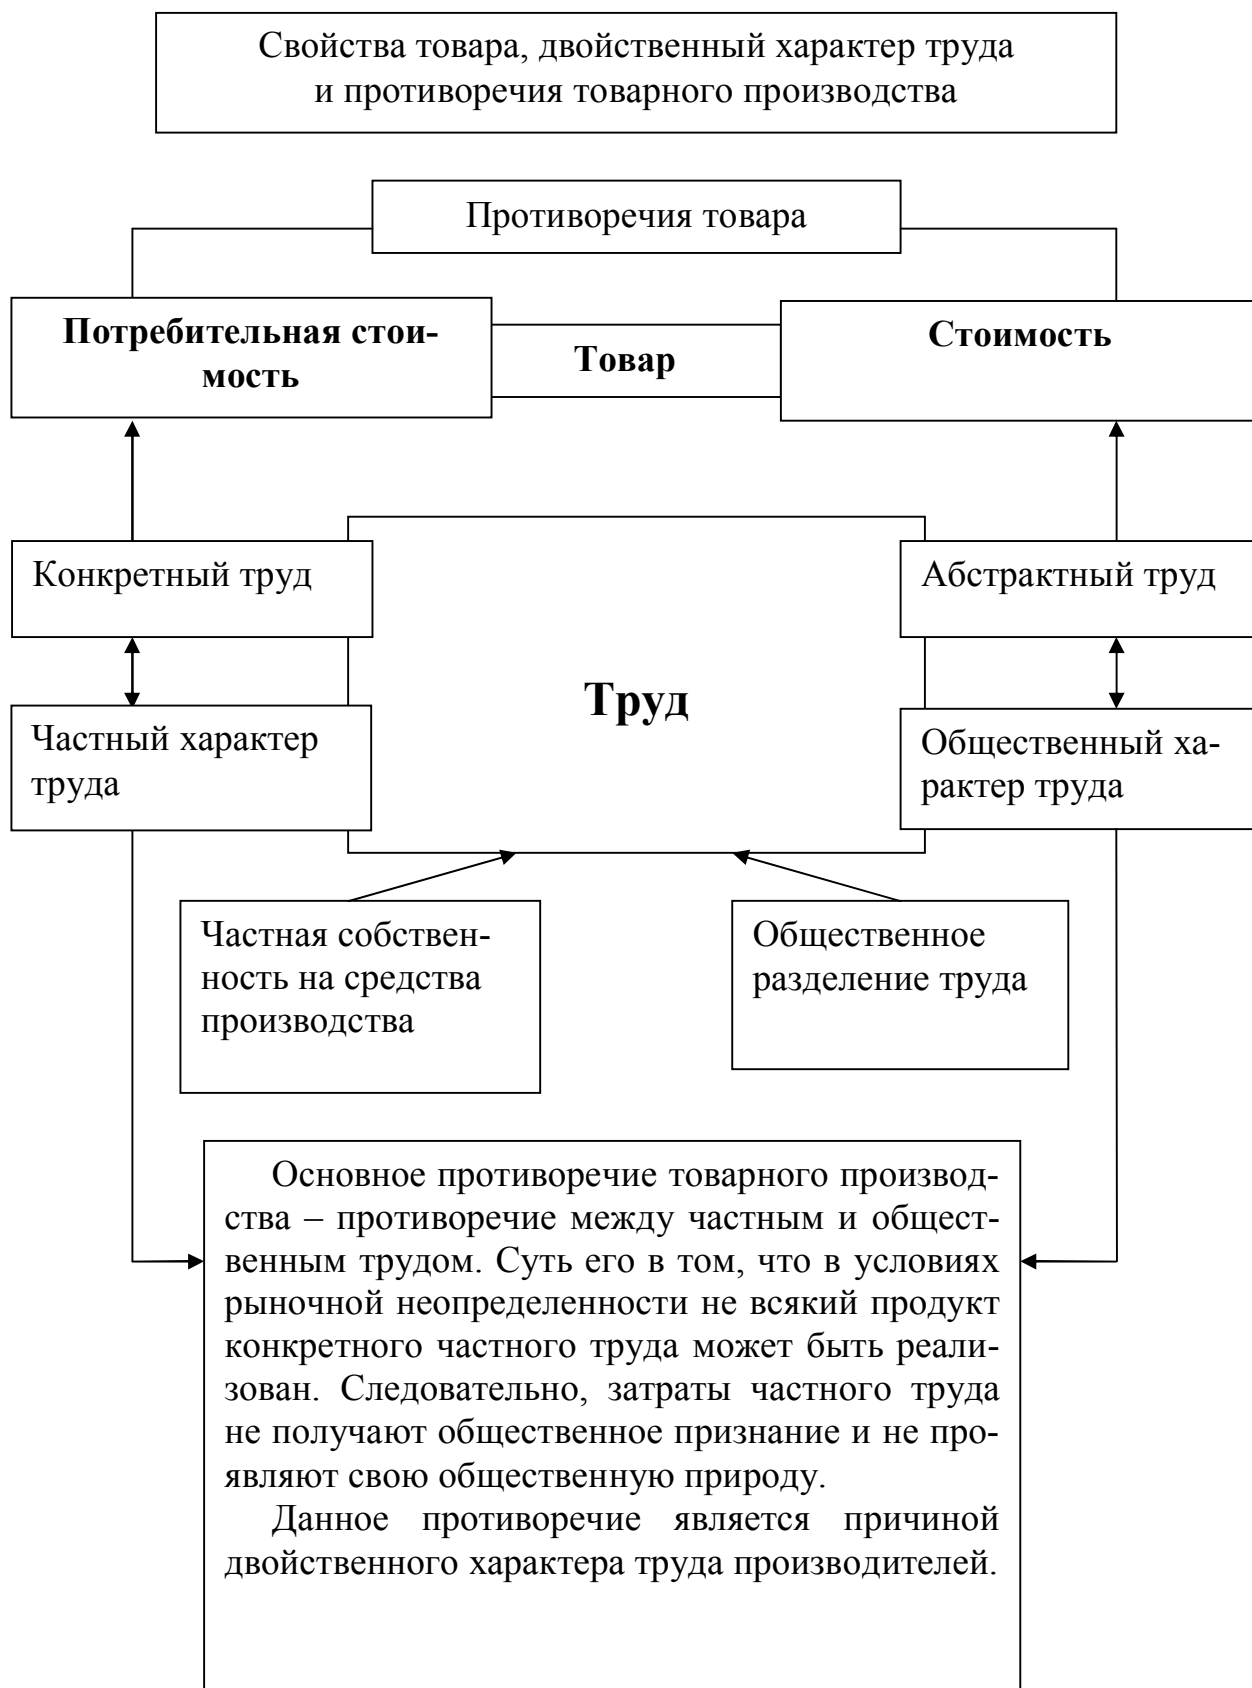 Свойства товара, двойственный характер труда
и противоречия товарного производства
Противоречия товара
Потребительная стои-
мость
Товар
Стоимость
Конкретный труд
Абстрактный труд
Труд
Частный характер
труда
Общественный ха-
рактер труда
Частная собствен-
ность на средства
производства
Общественное
разделение труда
Основное противоречие товарного производ-
ства – противоречие между частным и общест-
венным трудом. Суть его в том, что в условиях
рыночной неопределенности не всякий продукт
конкретного частного труда может быть реали-
зован. Следовательно, затраты частного труда
не получают общественное признание и не про-
являют свою общественную природу.
Данное противоречие является причиной
двойственного характера труда производителей.